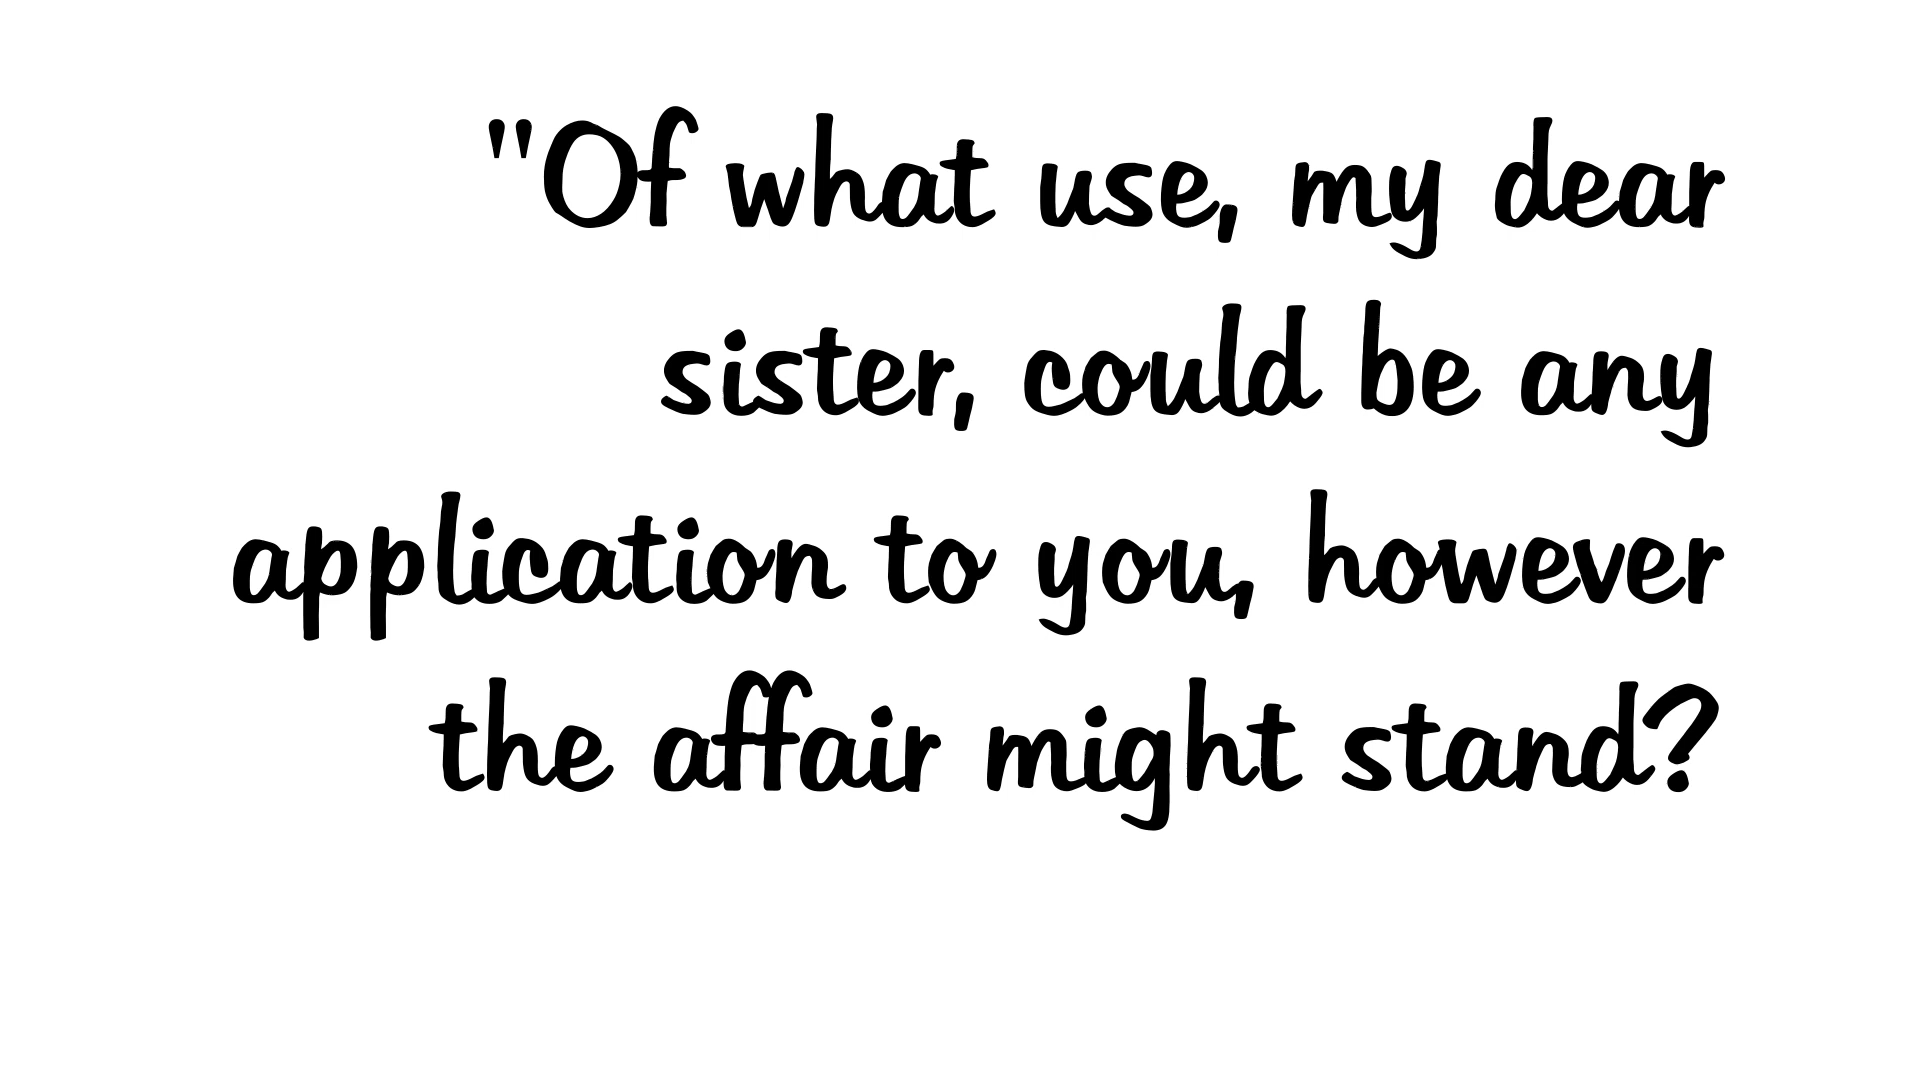 "Of what use, my dear
sister, could be any
application to you, however
the affair might stand?